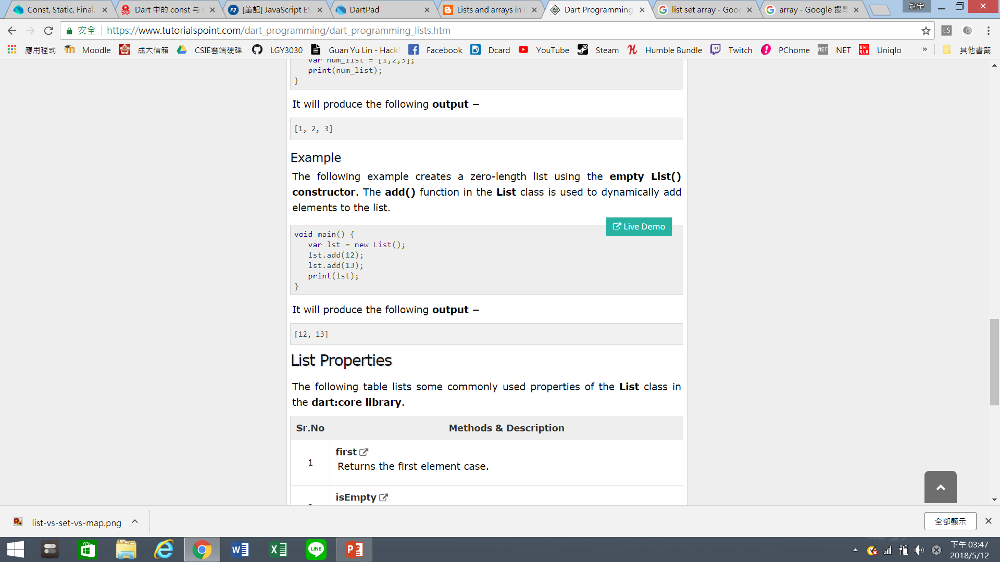 Const, Static, Final,
Dart 中的 const 与
[筆記] JavaScript ES
DartPad
Lists and arrays in
Dart Programming
list set array - Goo
array - Google 搜
冠宇
安全
https://www.tutorialspoint.com/dart_programming/dart_programming_lists.htm
ES
應用程式
Moodle
成大信箱
CSIE雲端硬碟
LGY3030
Guan Yu Lin - Hack
Facebook
Dcard
YouTube
Steam
Humble Bundle
Twitch
PChome
NET
NET
UNI
QLO
Uniqlo
»
其他書籤
var num_list = [1,2,3];
print(num_list);
}
It will produce the following output −
[1, 2, 3]
Example
The following example creates a zero-length list using the empty List()
constructor. The add() function in the List class is used to dynamically add
elements to the list.
Live Demo
void main() {
var lst = new List();
lst.add(12);
lst.add(13);
print(lst);
}
It will produce the following output −
[12, 13]
List Properties
The following table lists some commonly used properties of the List class in
the dart:core library.
Sr.No
Methods & Description
1
first
Returns the first element case.
isEmpty
list-vs-set-vs-map.png
全部顯示
LINE
下午 03:47
2018/5/12